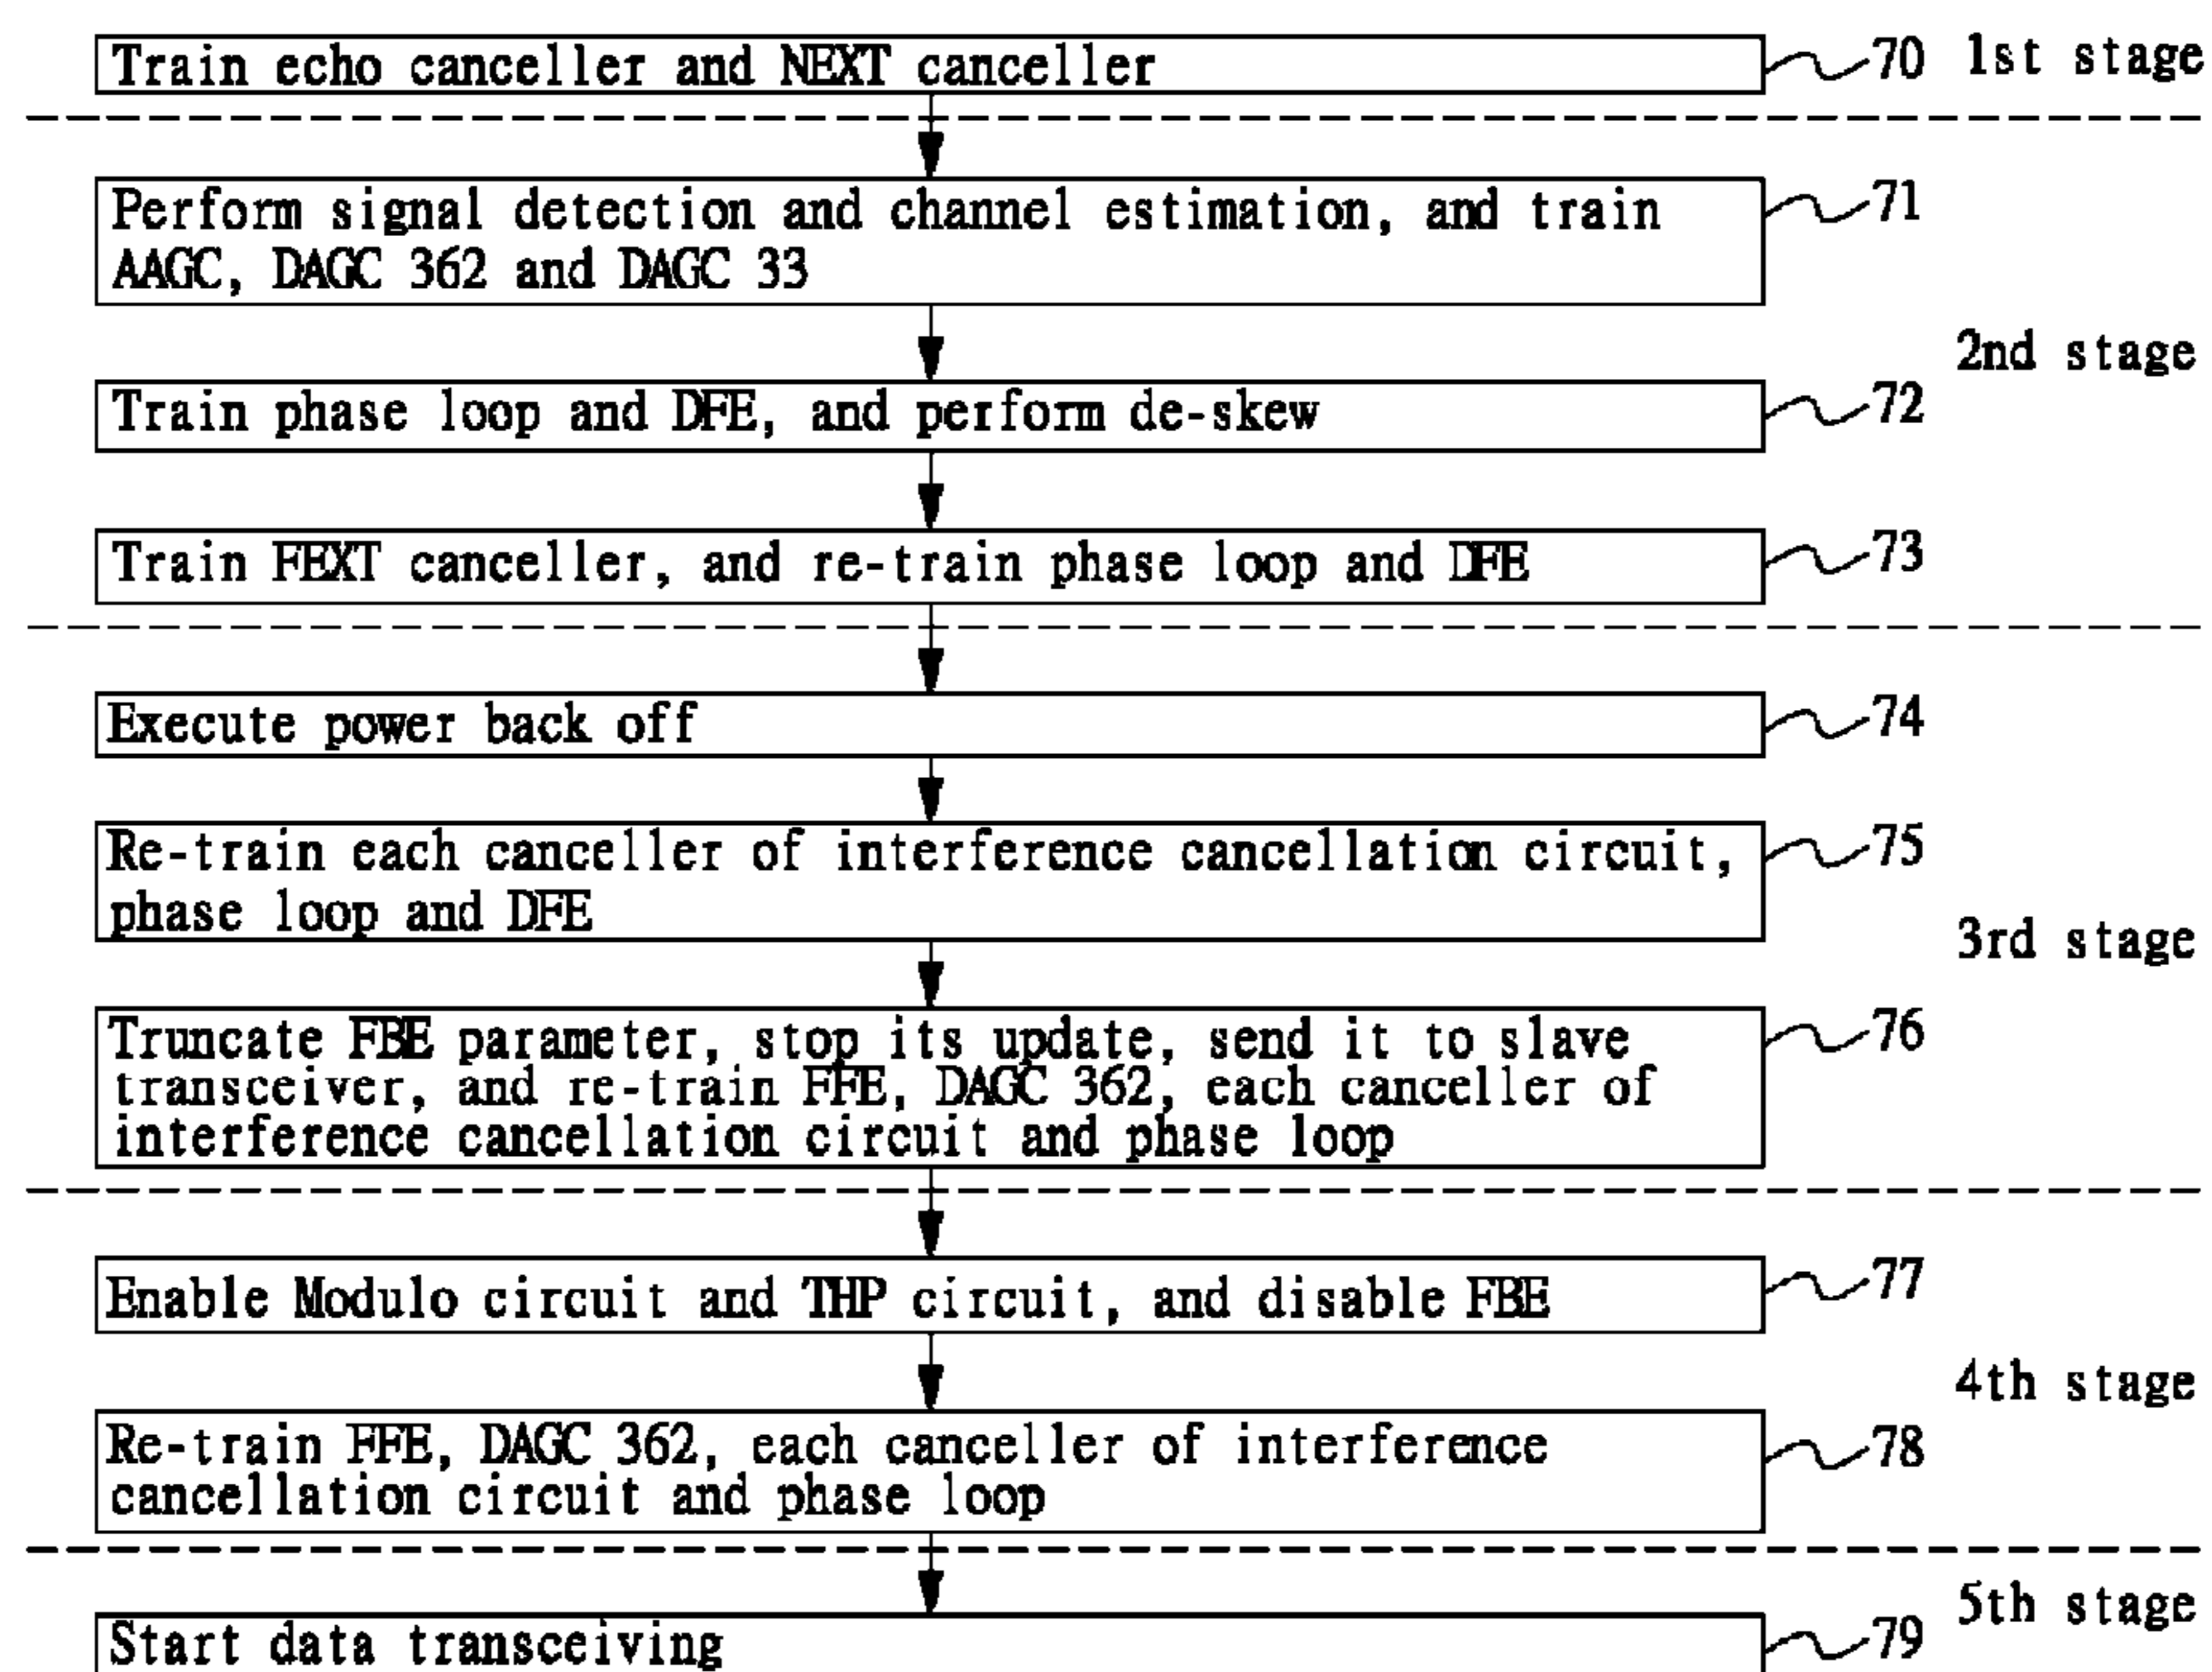 Train echo canceller and NEXT canceller
70 1st stage
Perform signal detection and channel estimation, and train
AAGC, DAGC 362 and DAGC 33
71
2nd stage
Train phase loop and DFE, and perform de-skew
72
Train FEXT canceller, and re-train phase loop and DFE
73
Execute power back off
74
Re-train each canceller of interference cancellation circuit,
phase loop and DFE
75
3rd stage
Truncate FBE parameter, stop its update, send it to slave
transceiver, and re-train FFE, DAGC 362, each canceller of
interference cancellation circuit and phase loop
76
Enable Modulo circuit and THP circuit, and disable FBE
77
4th stage
Re-train FFE, DAGC 362, each canceller of interference
cancellation circuit and phase loop
78
5th stage
Start data transceiving
79